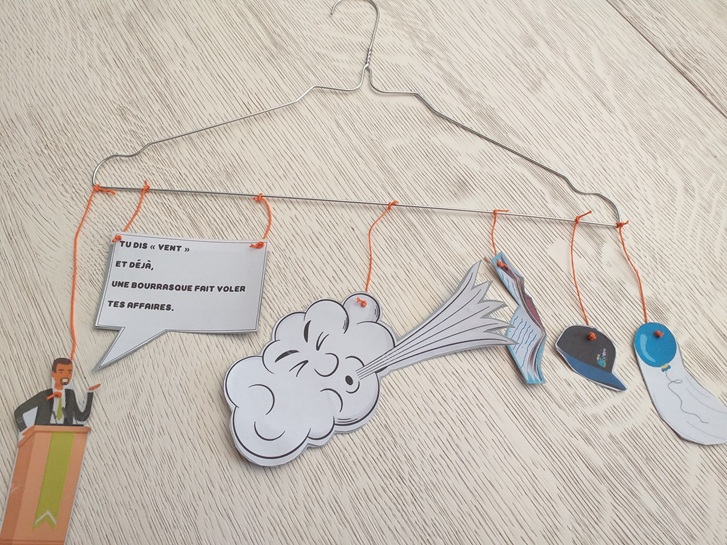 TU DIS « VENT »
ET DÉJÀ,
UNE BOURRASQUE FAIT VOLER
TES AFFAIRES.